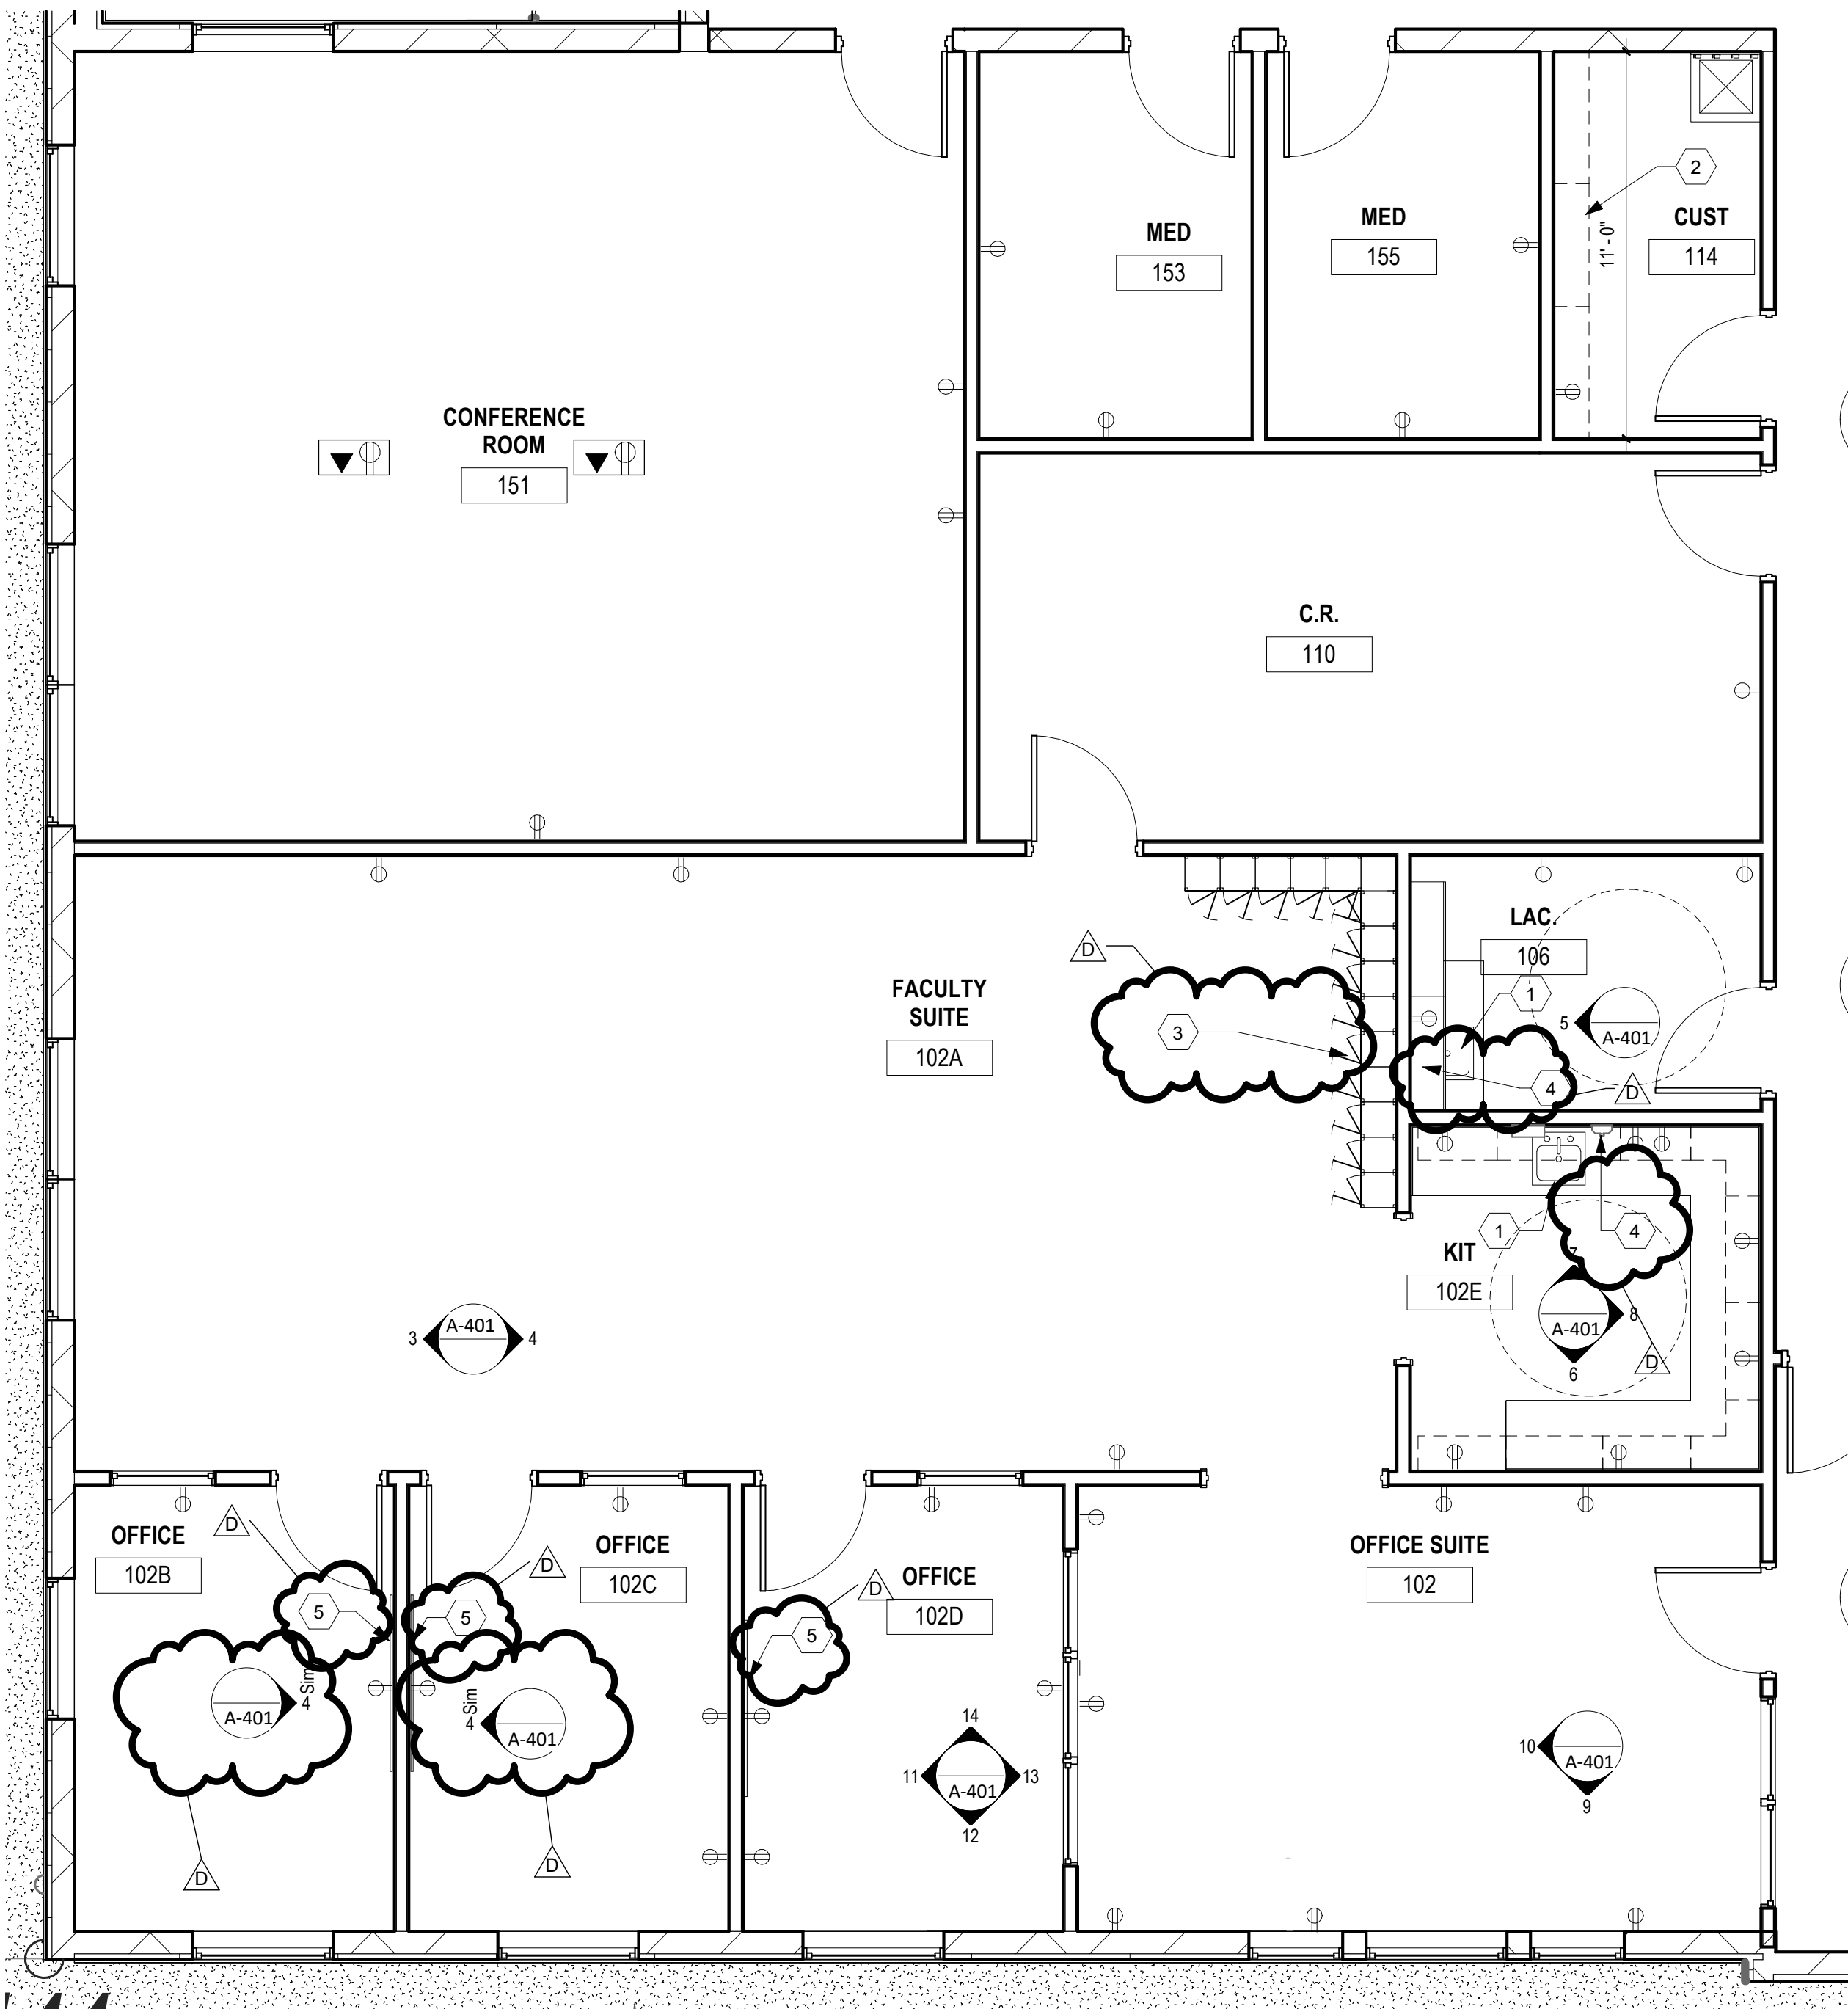 2
MED
153
MED
155
CUST
114
11' - 0"
CONFERENCE
ROOM
151
C.R.
110
LAC.
106
1
D
FACULTY
SUITE
102A
3
5
A-401
4
D
1
4
KIT
102E
7
A-401
8
6
D
3
A-401
4
OFFICE
102B
D
5
OFFICE
102C
D
5
OFFICE
102D
D
5
OFFICE SUITE
102
A-401
4
Sim
4
Sim
A-401
14
11
A-401
13
12
10
A-401
9
D
D